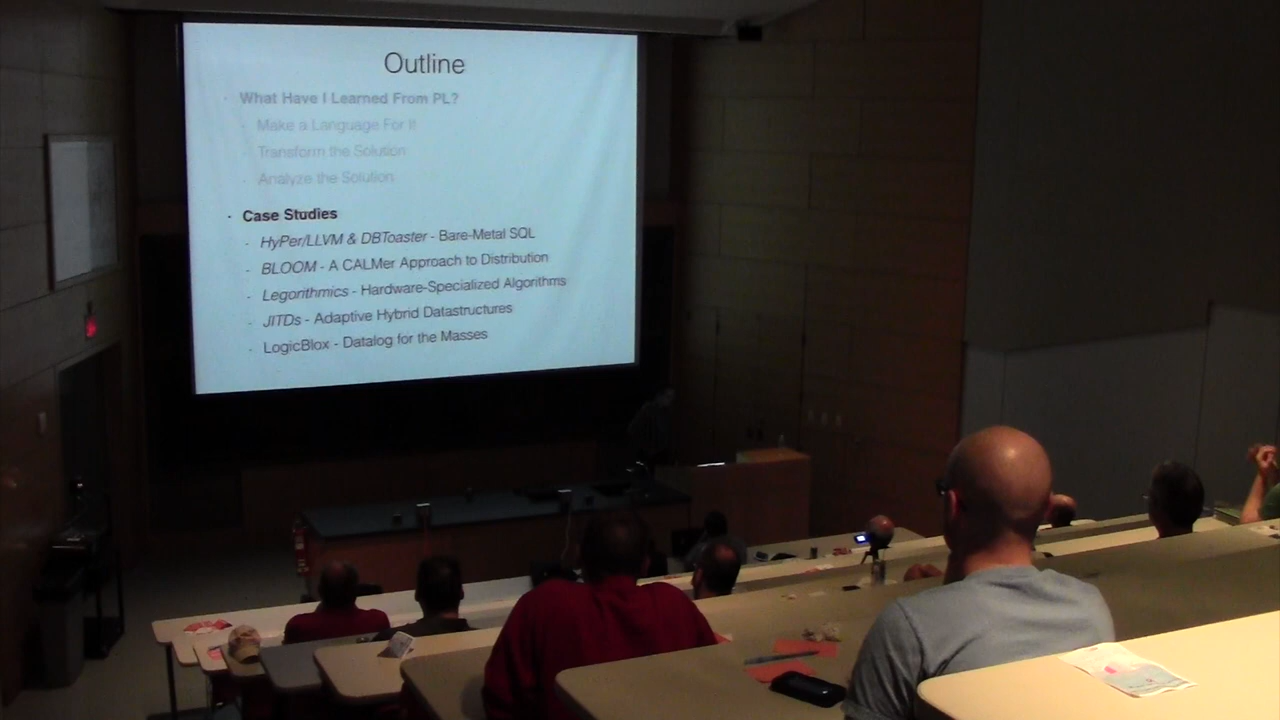 Outline
What Have I Learned From PL?
Make a Language For It
Transform the Solution
Analyze the Solution
Case Studies
HyPer/LLVM & DBToaster - Bare-Metal SQL
BLOOM - A CALMer Approach to Distribution
Legorithmics - Hardware-Specialized Algorithms
JITDs - Adaptive Hybrid Datastructures
LogicBlox - Datalog for the Masses